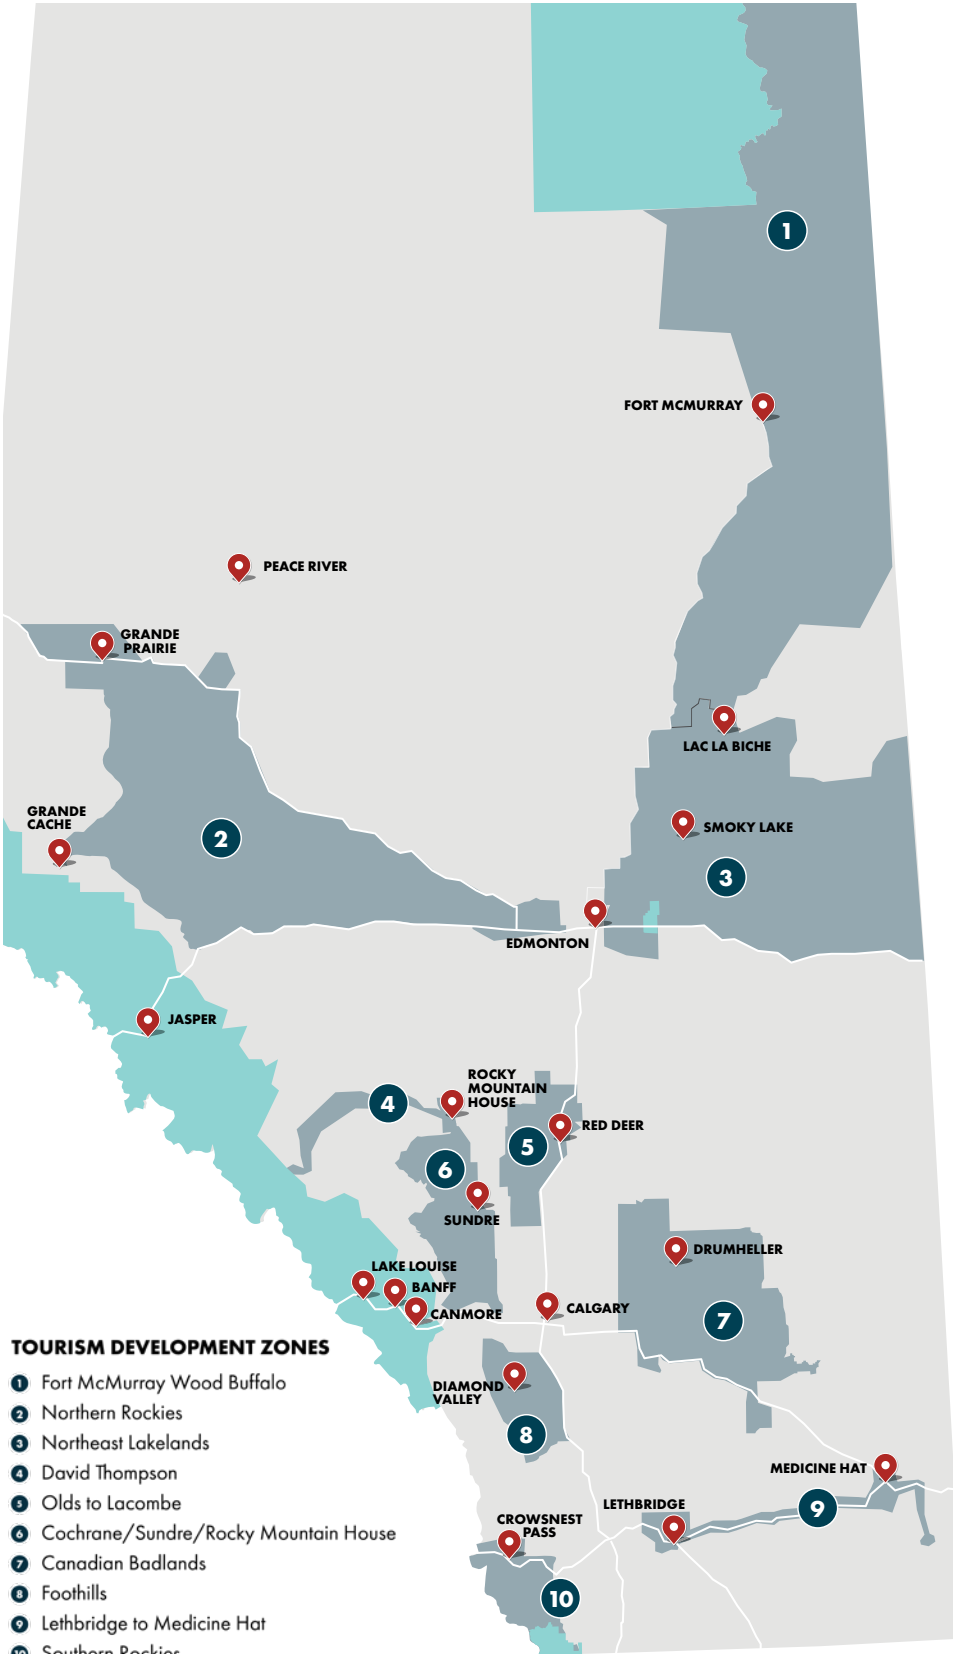 1
FORT MCMURRAY
PEACE RIVER
GRANDE
PRAIRIE
LAC LA BICHE
GRANDE
CACHE
SMOKY LAKE
2
3
EDMONTON
JASPER
ROCKY
MOUNTAIN
HOUSE
4
RED DEER
5
6
SUNDRE
DRUMHELLER
LAKE LOUISE
BANFF
CANMORE
CALGARY
7
DIAMOND
VALLEY
8
MEDICINE HAT
LETHBRIDGE
9
CROWSNEST
PASS
10
TOURISM DEVELOPMENT ZONES
1 Fort McMurray Wood Buffalo
2 Northern Rockies
3 Northeast Lakelands
4 David Thompson
5 Olds to Lacombe
6 Cochrane/Sundre/Rocky Mountain House
7 Canadian Badlands
8 Foothills
9 Lethbridge to Medicine Hat
10 Southern Rockies